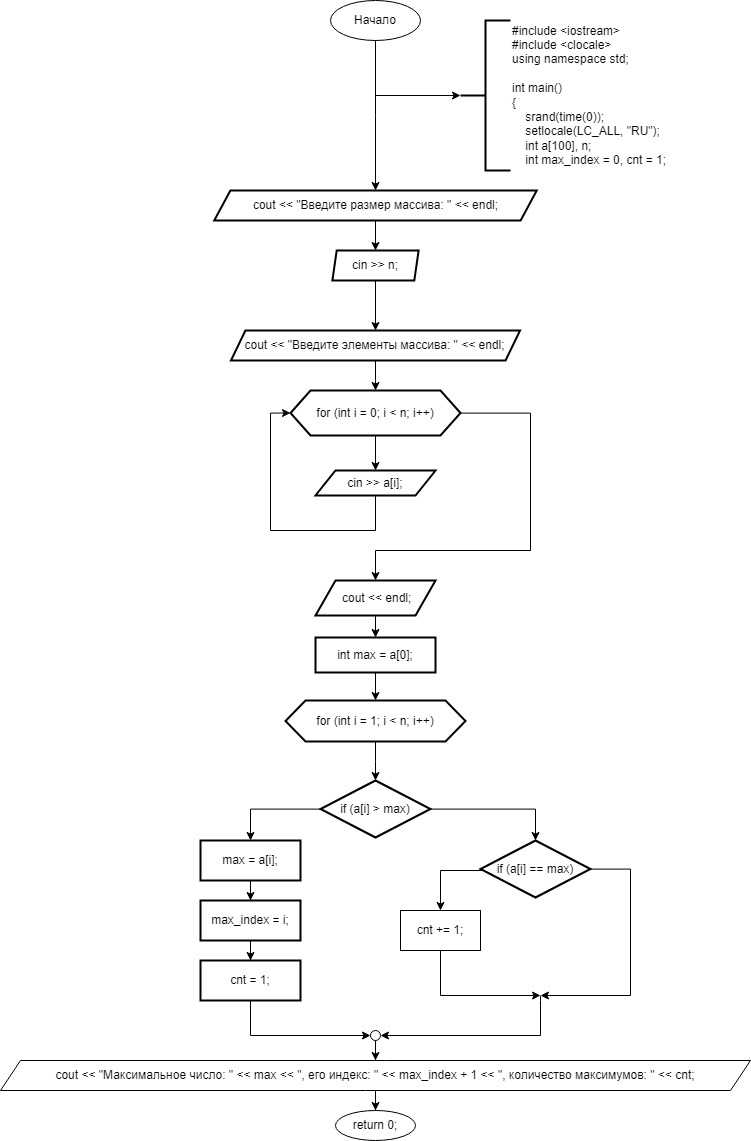 Начало
#include <iostream>
#include <clocale>
using namespace std;
int main()
{
srand(time(0));
setlocale(LC_ALL, "RU");
int a[100], n;
int max_index = 0, cnt = 1;
cout << "Введите размер массива: " << endl;
cin >> n;
cout << "Введите элементы массива: " << endl;
for (int i = 0; i < n; i++)
cin >> a[i];
cout << endl;
int max = a[0];
for (int i = 1; i < n; i++)
if (a[i] > max)
max = a[i];
if (a[i] == max)
max_index = i;
cnt += 1;
cnt = 1;
cout << "Максимальное число: " << max << ", его индекс: " << max_index + 1 << ", количество максимумов: " << cnt;
return 0;